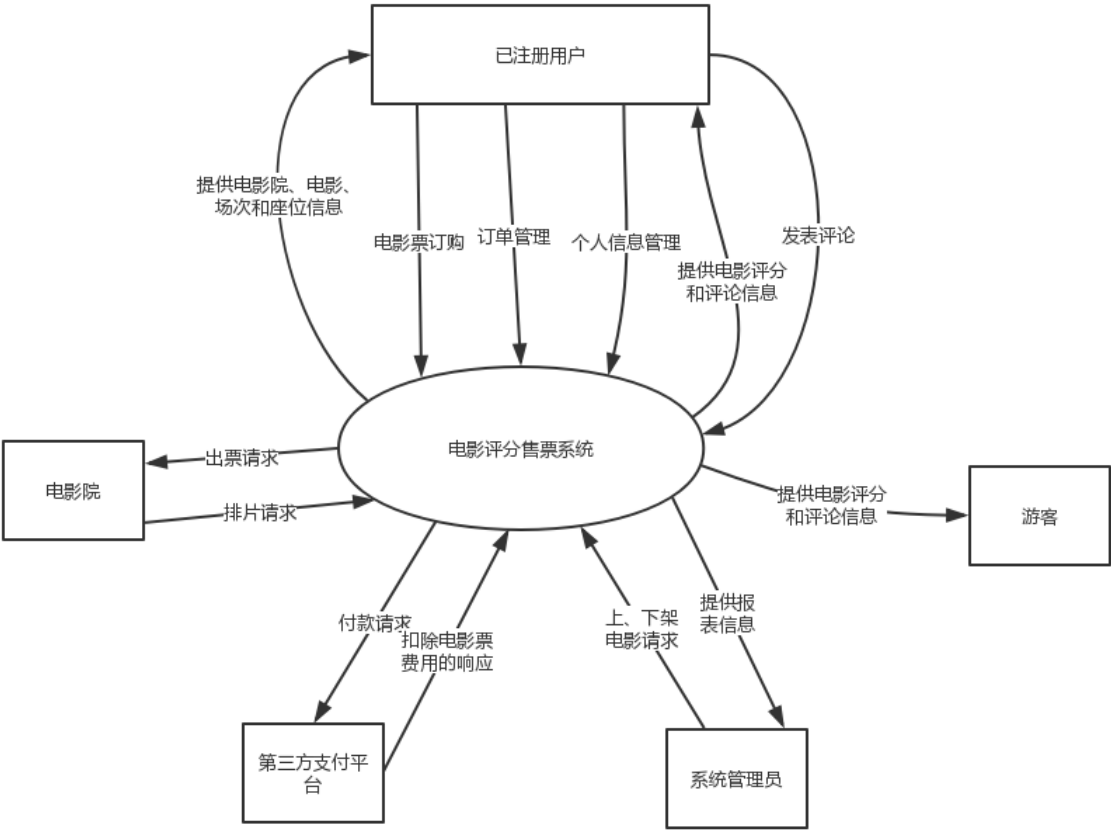 已注册用户
提供电影院、电影、
场次和座位信息
电影票订购
订单管理
个人信息管理
提供电影评分
和评论信息
发表评论
电影评分售票系统
出票请求
电影院
排片请求
提供电影评分
和评论信息
游客
付款请求
扣除电影票
费用的响应
上、下架
电影请求
提供报
表信息
第三方支付平
台
系统管理员